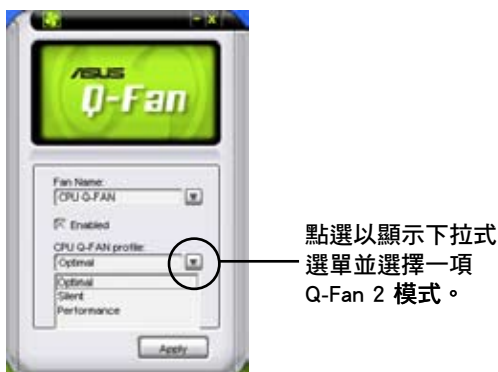 ASUS
Q-Fan
Fan Name:
CPU Q-FAN
Enabled
CPU Q-FAN profile:
Optimal
Optimal
Silent
Performance
Apply
點選以顯示下拉式
選單並選擇一項
Q-Fan 2 模式。